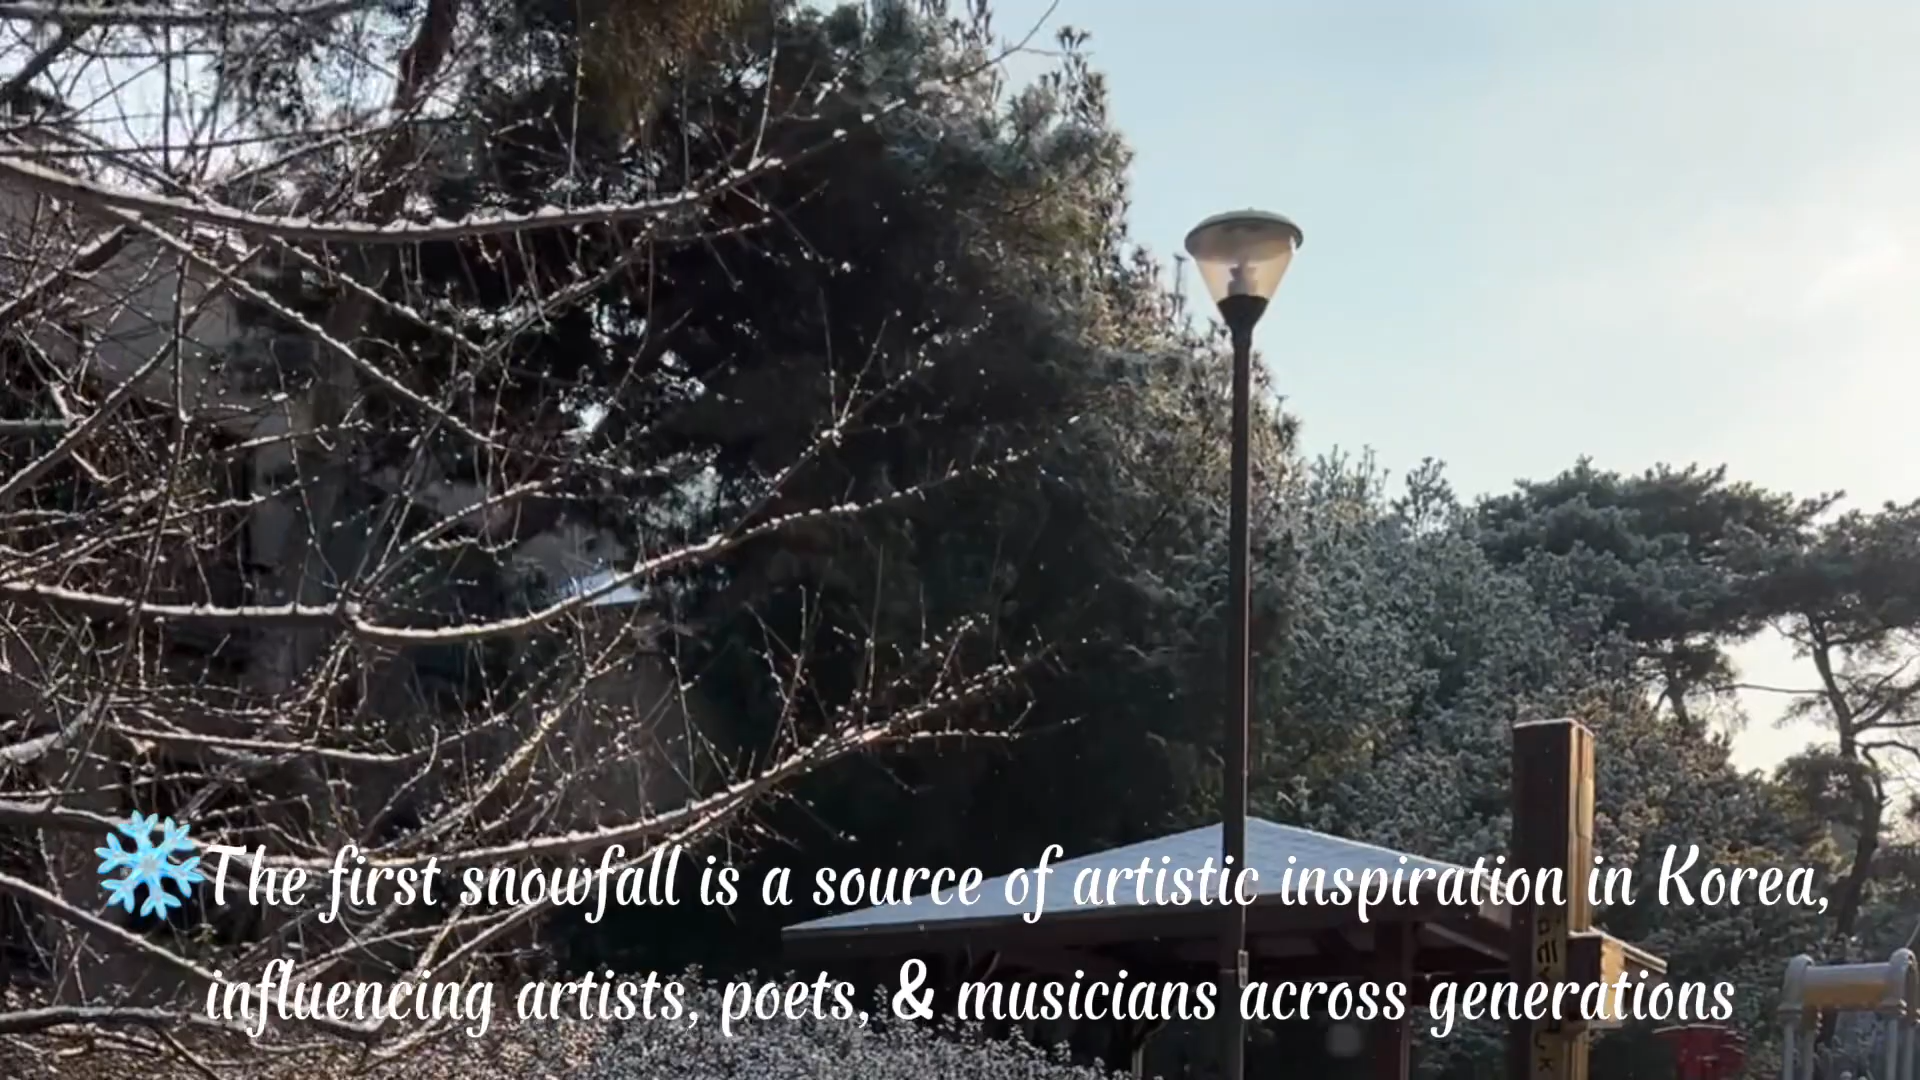 The first snowfall is a source of artistic inspiration in Korea,
influencing artists, poets, & musicians across generations